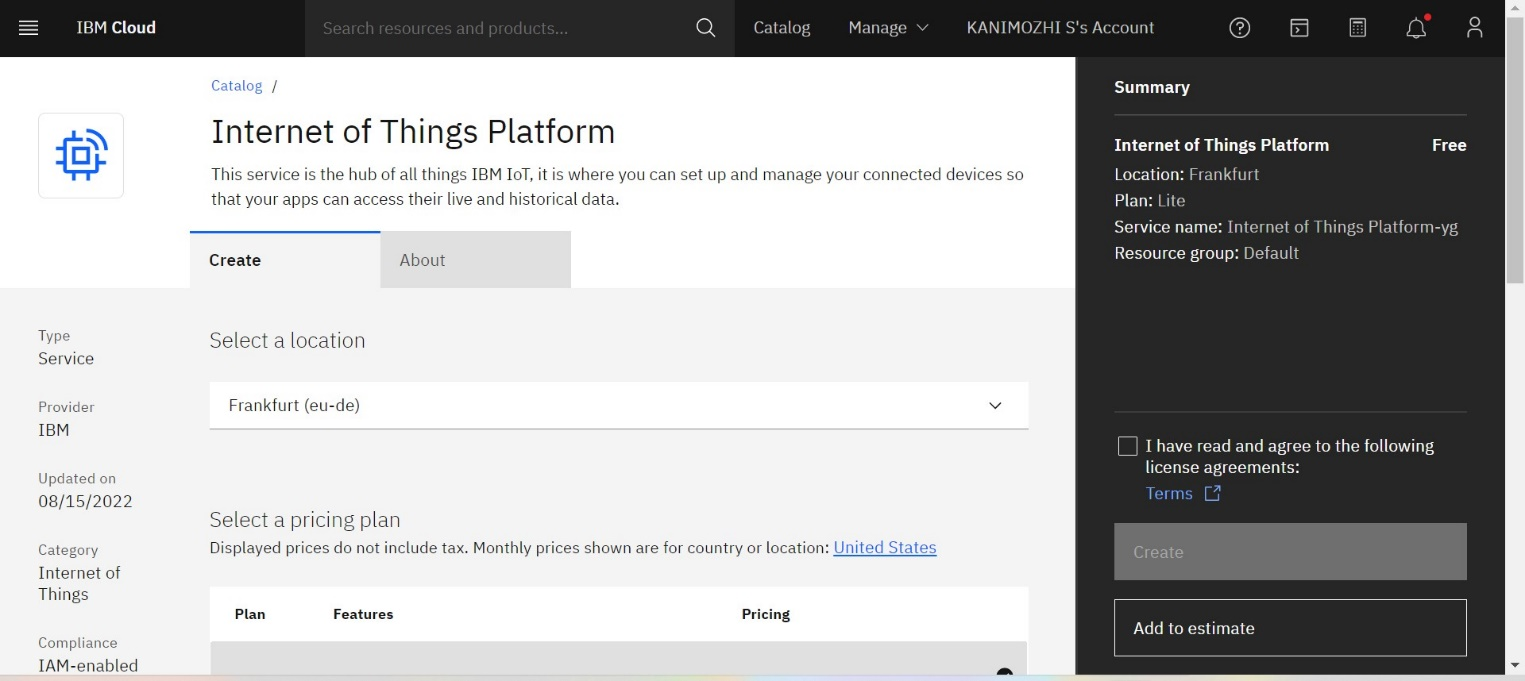 IBM Cloud
Search resources and products...
Catalog
Manage
KANIMOZHI S's Account
Catalog /
Internet of Things Platform
This service is the hub of all things IBM IoT, it is where you can set up and manage your connected devices so
that your apps can access their live and historical data.
Create
About
Type
Service
Provider
IBM
Updated on
08/15/2022
Category
Internet of
Things
Compliance
IAM-enabled
Select a location
Frankfurt (eu-de)
Select a pricing plan
Displayed prices do not include tax. Monthly prices shown are for country or location: United States
Plan Features Pricing
Summary
Internet of Things Platform Free
Location: Frankfurt
Plan: Lite
Service name: Internet of Things Platform-yg
Resource group: Default
I have read and agree to the following
license agreements:
Terms
Create
Add to estimate